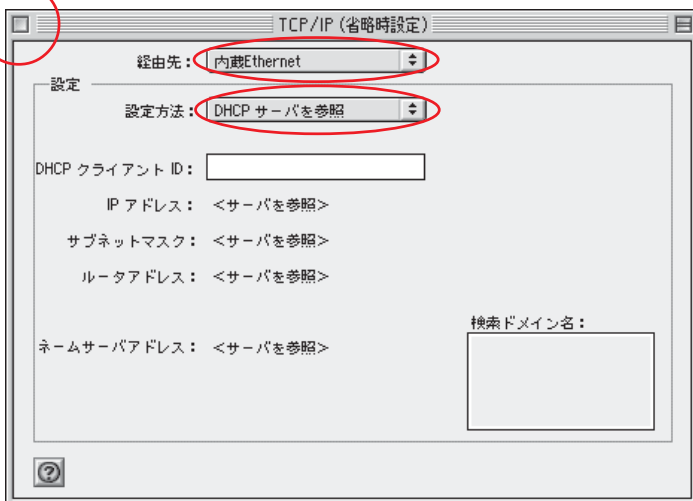 TCP/IP (省略時設定)
経由先： 内蔵Ethernet
設定
設定方法： DHCP サーバを参照
DHCP クライアント ID：
IP アドレス： <サーバを参照>
サブネットマスク： <サーバを参照>
ルータアドレス： <サーバを参照>
検索ドメイン名：
ネームサーバアドレス： <サーバを参照>
?